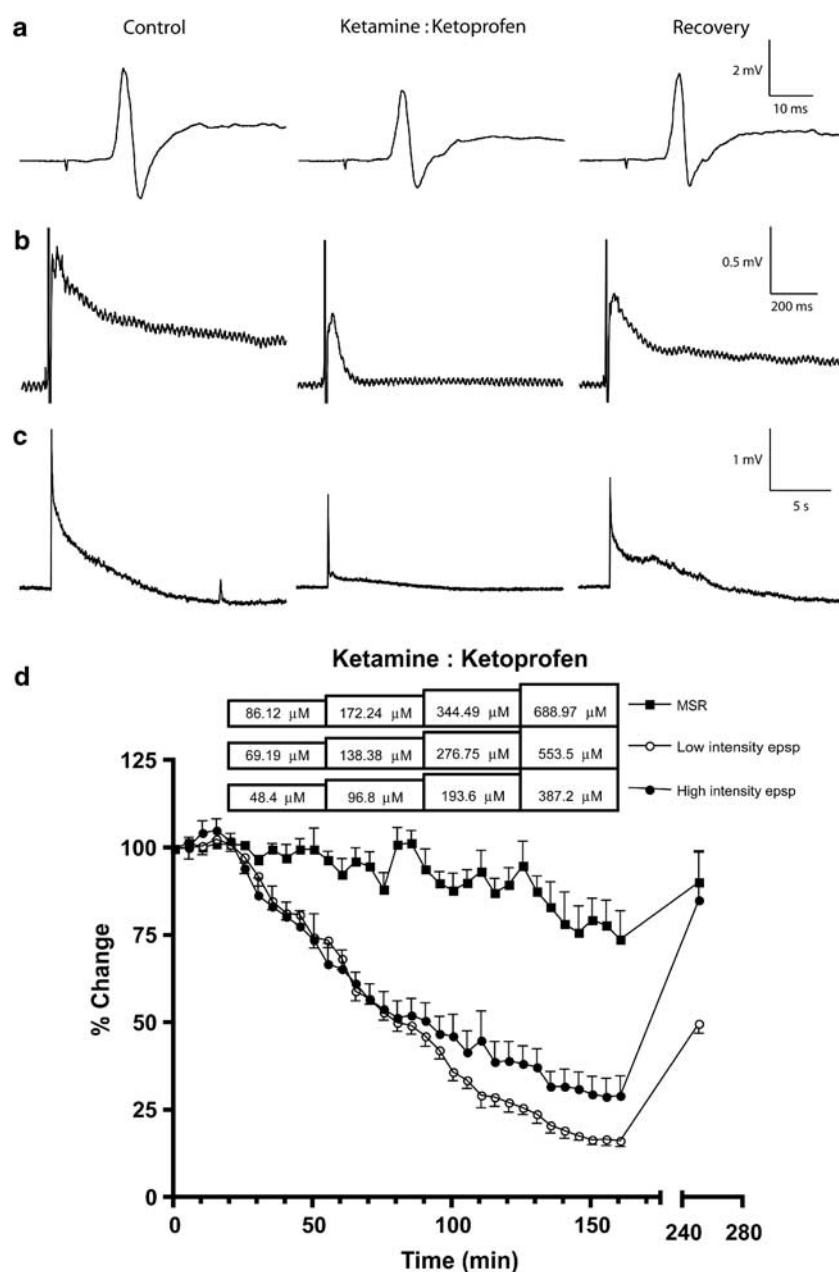 a
Control
Ketamine : Ketoprofen
Recovery
2 mV
10 ms
b
0.5 mV
200 ms
c
1 mV
5 s
d
Ketamine : Ketoprofen
86.12 µM 172.24 µM 344.49 µM 688.97 µM
69.19 µM 138.38 µM 276.75 µM 553.5 µM
48.4 µM 96.8 µM 193.6 µM 387.2 µM
MSR
Low intensity epsp
High intensity epsp
125
100
75
50
25
0
% Change
0 50 100 150 240 280
Time (min)